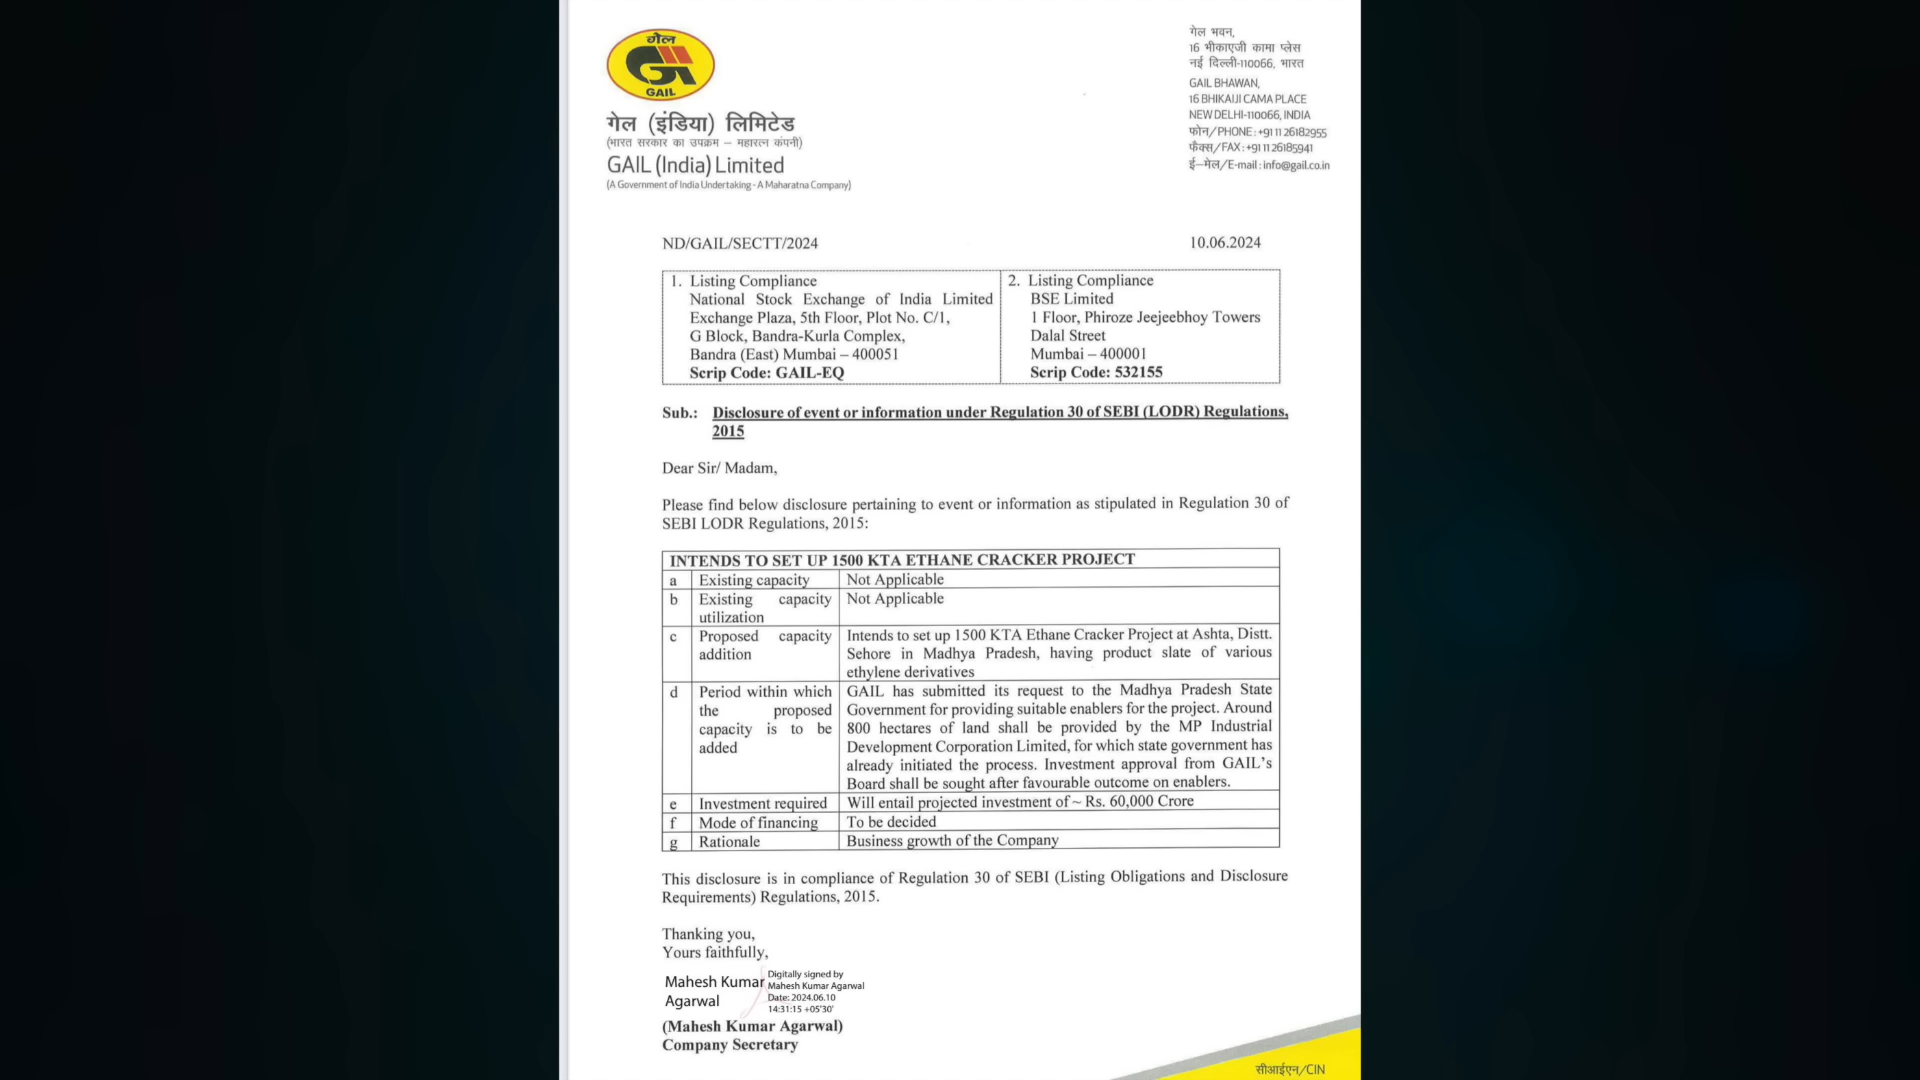 गेल
GAIL
गेल (इंडिया) लिमिटेड
(भारत सरकार का उपक्रम – महारत्न कंपनी)
GAIL (India) Limited
(A Government of India Undertaking - A Maharatna Company)
गेल भवन,
16 भीकाएजी कामा प्लेस
नई दिल्ली-110066, भारत
GAIL BHAWAN,
16 BHIKAIJI CAMA PLACE
NEW DELHI-110066, INDIA
फोन/PHONE : +91 11 26182955
फैक्स/FAX : +91 11 26185941
ई–मेल/E-mail : info@gail.co.in
ND/GAIL/SECTT/2024
10.06.2024
1. Listing Compliance
National Stock Exchange of India Limited
Exchange Plaza, 5th Floor, Plot No. C/1,
G Block, Bandra-Kurla Complex,
Bandra (East) Mumbai – 400051
Scrip Code: GAIL-EQ
2. Listing Compliance
BSE Limited
1 Floor, Phiroze Jeejeebhoy Towers
Dalal Street
Mumbai – 400001
Scrip Code: 532155
Sub.: Disclosure of event or information under Regulation 30 of SEBI (LODR) Regulations,
2015
Dear Sir/ Madam,
Please find below disclosure pertaining to event or information as stipulated in Regulation 30 of
SEBI LODR Regulations, 2015:
INTENDS TO SET UP 1500 KTA ETHANE CRACKER PROJECT
a Existing capacity Not Applicable
b Existing capacity Not Applicable
utilization
c Proposed capacity Intends to set up 1500 KTA Ethane Cracker Project at Ashta, Distt.
addition Sehore in Madhya Pradesh, having product slate of various
ethylene derivatives
d Period within which GAIL has submitted its request to the Madhya Pradesh State
the proposed Government for providing suitable enablers for the project. Around
capacity is to be 800 hectares of land shall be provided by the MP Industrial
added Development Corporation Limited, for which state government has
already initiated the process. Investment approval from GAIL's
Board shall be sought after favourable outcome on enablers.
e Investment required Will entail projected investment of ~ Rs. 60,000 Crore
f Mode of financing To be decided
g Rationale Business growth of the Company
This disclosure is in compliance of Regulation 30 of SEBI (Listing Obligations and Disclosure
Requirements) Regulations, 2015.
Thanking you,
Yours faithfully,
Mahesh Kumar
Agarwal
Digitally signed by
Mahesh Kumar Agarwal
Date: 2024.06.10
14:31:15 +05'30'
(Mahesh Kumar Agarwal)
Company Secretary
सीआईएन/CIN